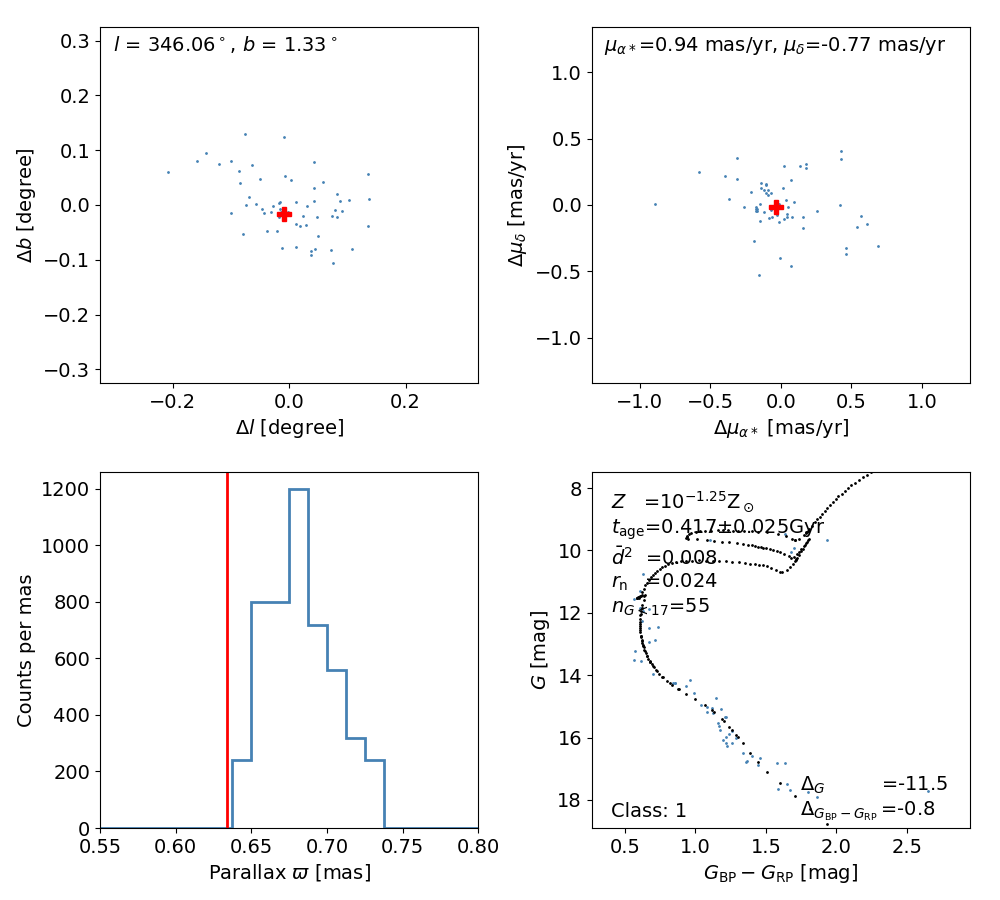 l = 346.06°, b = 1.33°
0.3
0.2
0.1
0.0
−0.1
−0.2
−0.3
Δb [degree]
−0.2
0.0
0.2
Δl [degree]
μα*=0.94 mas/yr, μδ=-0.77 mas/yr
1.0
0.5
0.0
−0.5
−1.0
Δμδ [mas/yr]
−1.0
−0.5
0.0
0.5
1.0
Δμα* [mas/yr]
1200
1000
800
600
400
200
0
Counts per mas
0.55
0.60
0.65
0.70
0.75
0.80
Parallax ϖ [mas]
Z =10^−1.25 Z⊙
t_age=0.417±0.025Gyr
d̄² =0.008
r_n =0.024
n_G<17=55
8
10
12
14
16
18
G [mag]
Δ_G =-11.5
Class: 1
Δ_GBP−GRP =-0.8
0.5
1.0
1.5
2.0
2.5
G_BP − G_RP [mag]